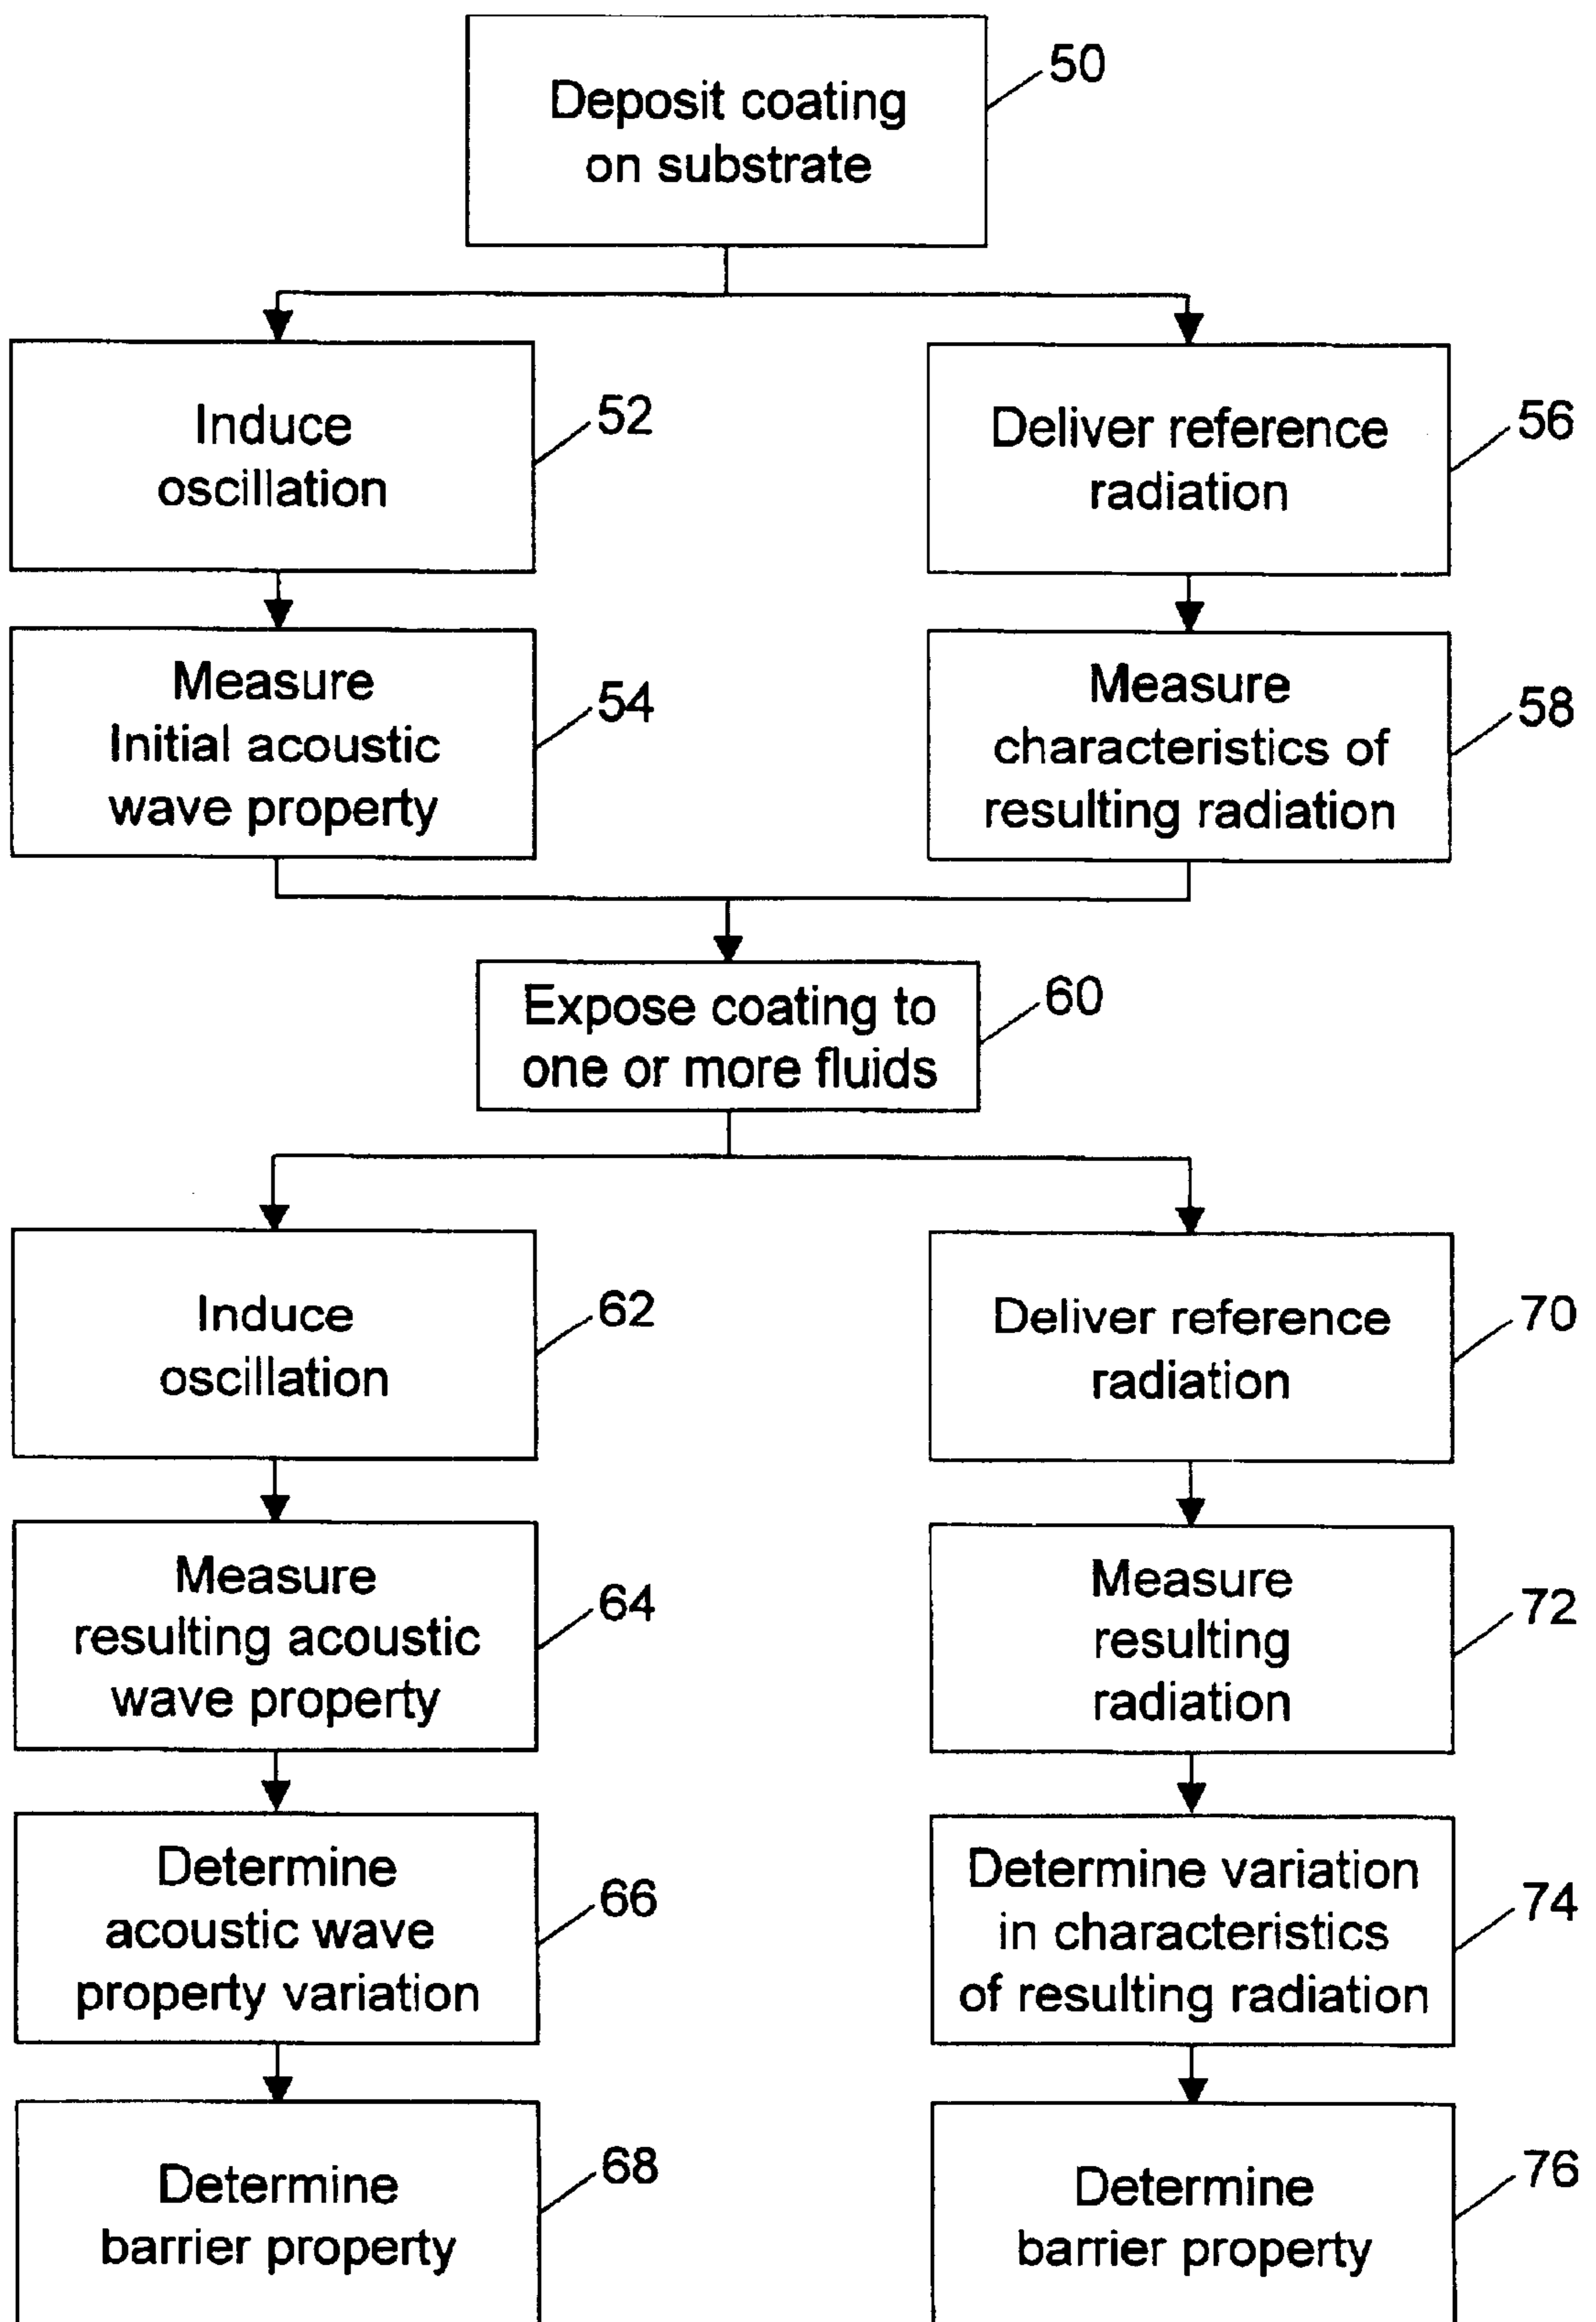 Deposit coating
on substrate
50
Induce
oscillation
52
Deliver reference
radiation
56
Measure
Initial acoustic
wave property
54
Measure
characteristics of
resulting radiation
58
Expose coating to
one or more fluids
60
Induce
oscillation
62
Deliver reference
radiation
70
Measure
resulting acoustic
wave property
64
Measure
resulting
radiation
72
Determine
acoustic wave
property variation
66
Determine variation
in characteristics
of resulting radiation
74
Determine
barrier property
68
Determine
barrier property
76